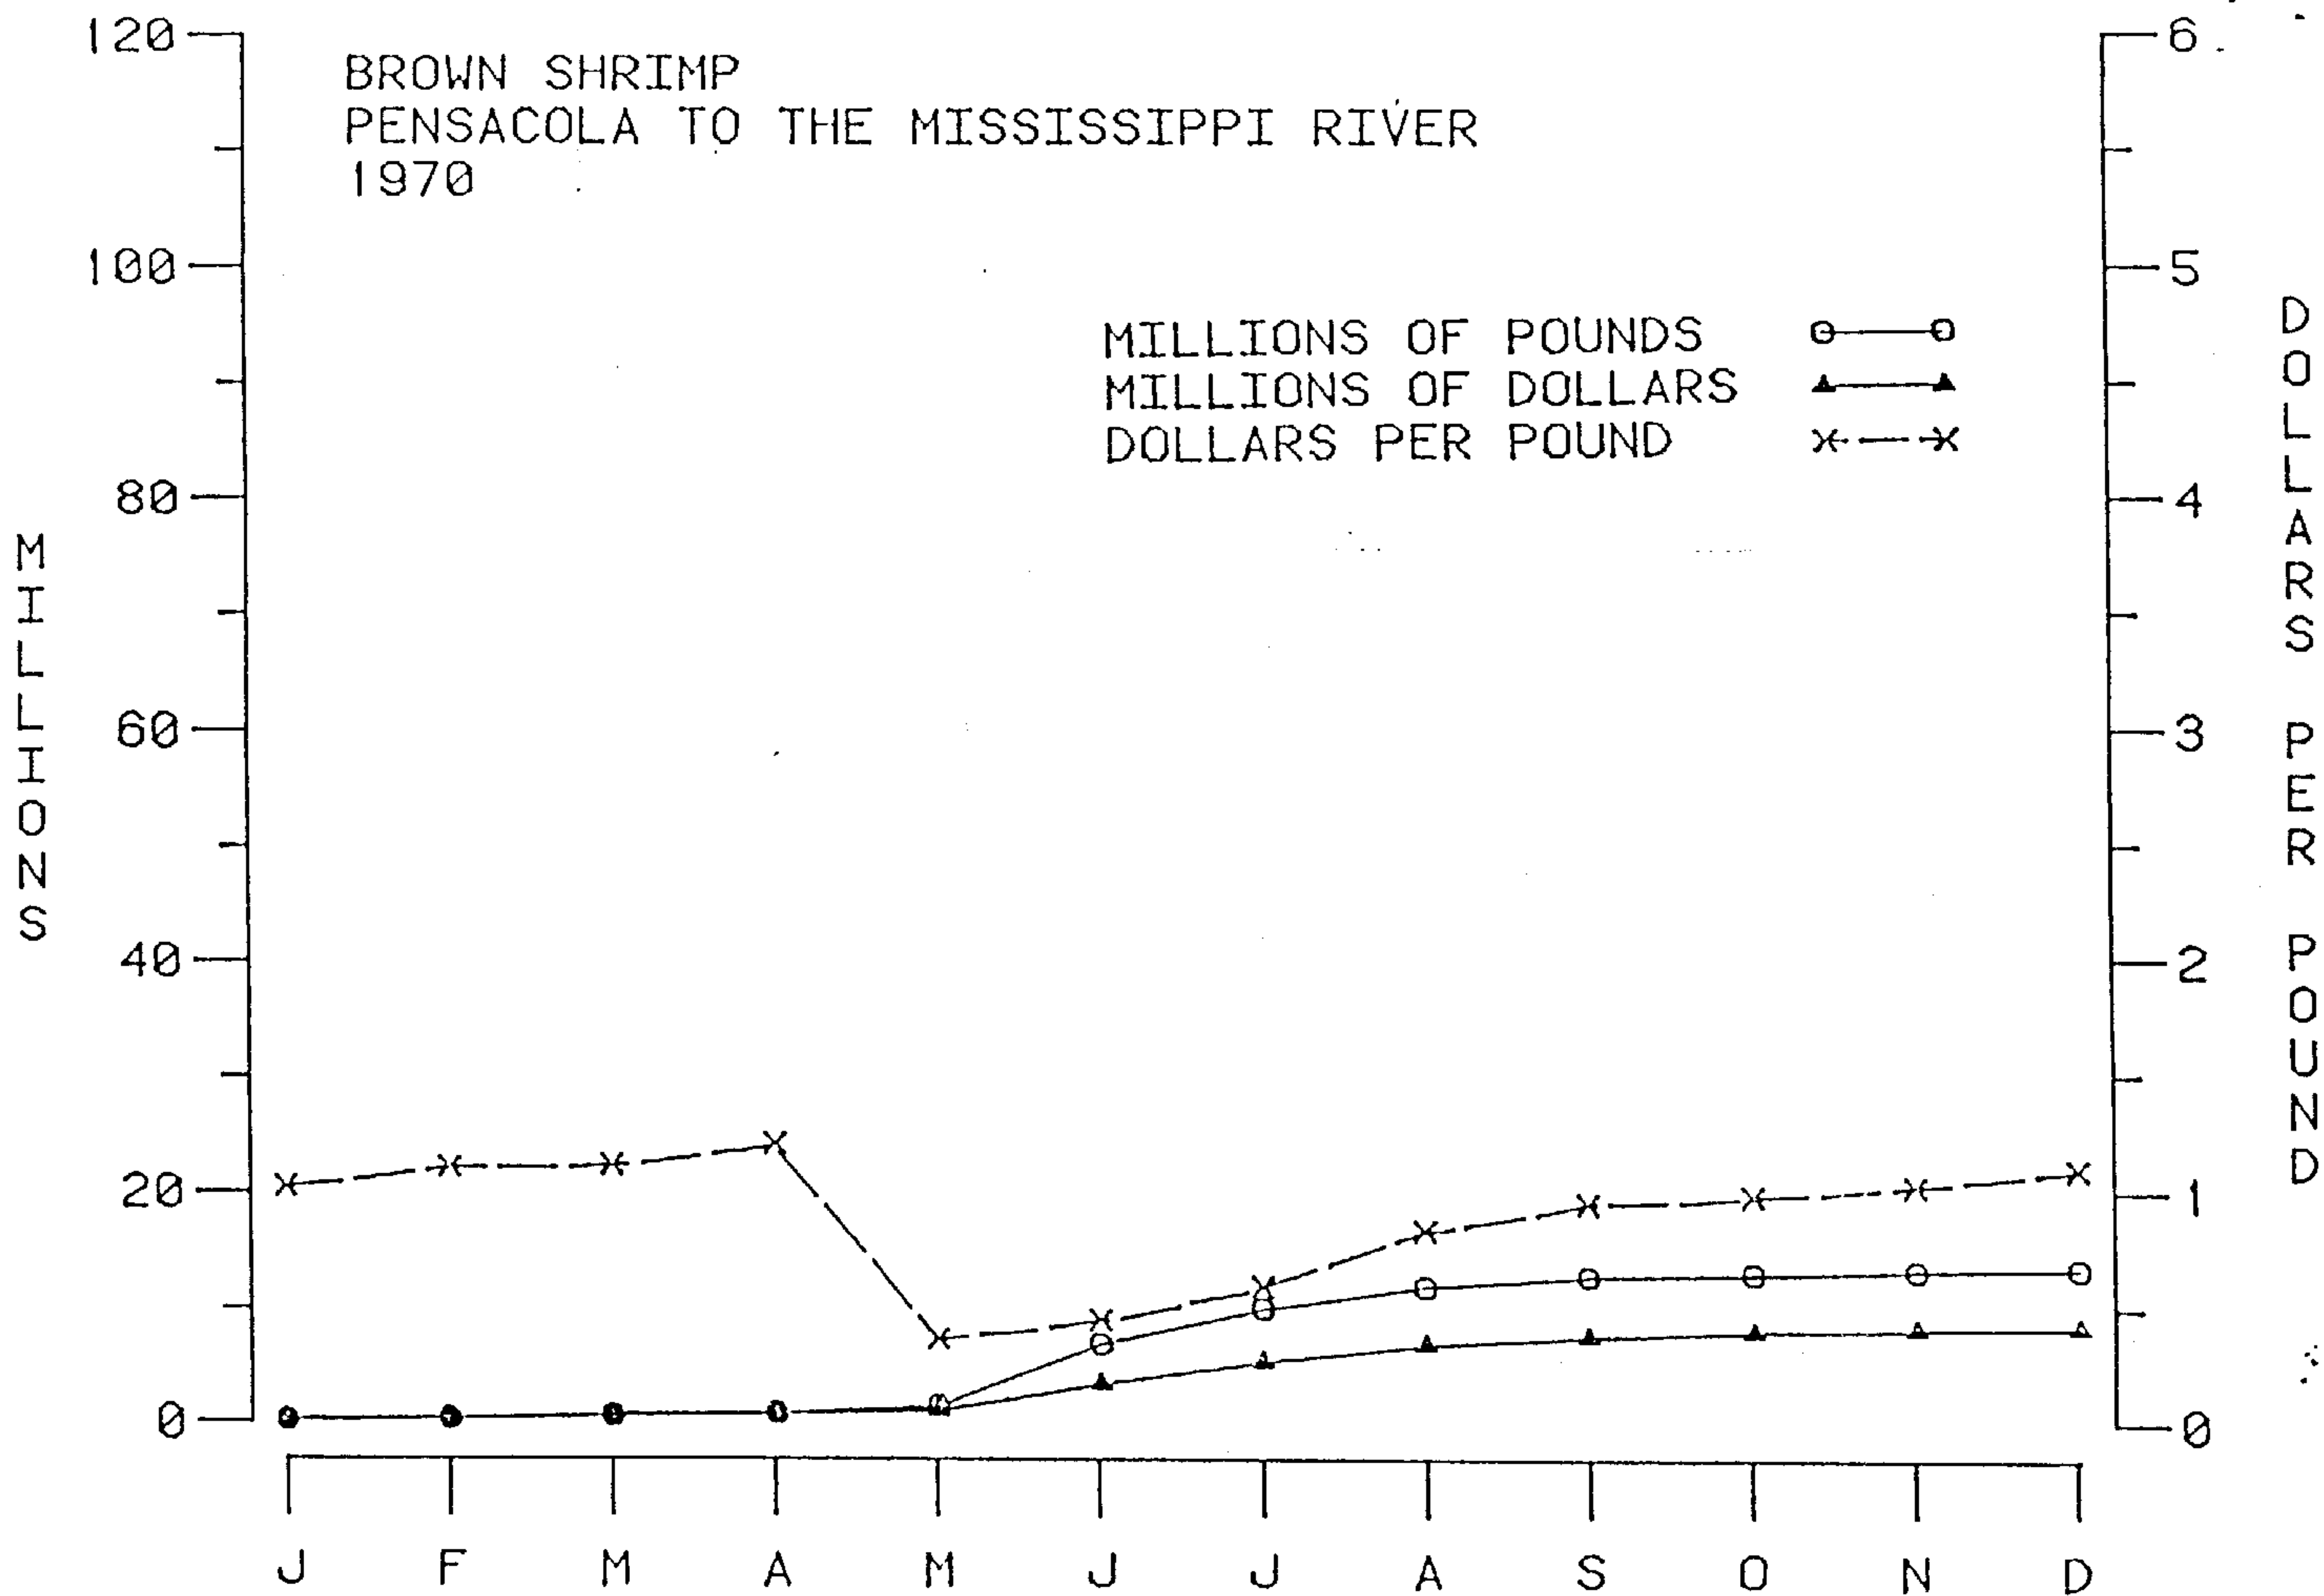 BROWN SHRIMP
PENSACOLA TO THE MISSISSIPPI RIVER
1970
MILLIONS OF POUNDS
MILLIONS OF DOLLARS
DOLLARS PER POUND
MILLIONS
120
100
80
60
40
20
0
6
5
4
3
2
1
0
DOLLARS PER POUND
J F M A M J J A S O N D